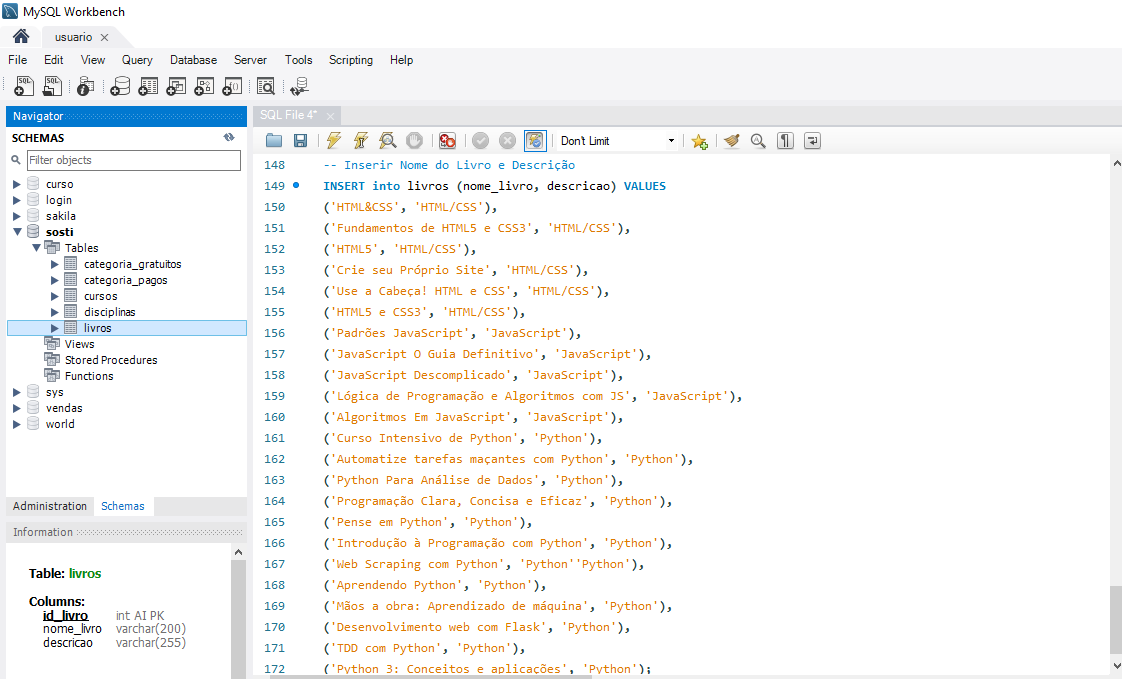 MySQL Workbench
usuario
File Edit View Query Database Server Tools Scripting Help
Navigator
SCHEMAS
Filter objects
curso
login
sakila
sosti
Tables
categoria_gratuitos
categoria_pagos
cursos
disciplinas
livros
Views
Stored Procedures
Functions
sys
vendas
world
Administration Schemas
Information
Table: livros
Columns:
id_livro int AI PK
nome_livro varchar(200)
descricao varchar(255)
SQL File 4*
Don't Limit
148 -- Inserir Nome do Livro e Descrição
149 INSERT into livros (nome_livro, descricao) VALUES
150 ('HTML&CSS', 'HTML/CSS'),
151 ('Fundamentos de HTML5 e CSS3', 'HTML/CSS'),
152 ('HTML5', 'HTML/CSS'),
153 ('Crie seu Próprio Site', 'HTML/CSS'),
154 ('Use a Cabeça! HTML e CSS', 'HTML/CSS'),
155 ('HTML5 e CSS3', 'HTML/CSS'),
156 ('Padrões JavaScript', 'JavaScript'),
157 ('JavaScript O Guia Definitivo', 'JavaScript'),
158 ('JavaScript Descomplicado', 'JavaScript'),
159 ('Lógica de Programação e Algoritmos com JS', 'JavaScript'),
160 ('Algoritmos Em JavaScript', 'JavaScript'),
161 ('Curso Intensivo de Python', 'Python'),
162 ('Automatize tarefas maçantes com Python', 'Python'),
163 ('Python Para Análise de Dados', 'Python'),
164 ('Programação Clara, Concisa e Eficaz', 'Python'),
165 ('Pense em Python', 'Python'),
166 ('Introdução à Programação com Python', 'Python'),
167 ('Web Scraping com Python', 'Python''Python'),
168 ('Aprendendo Python', 'Python'),
169 ('Mãos a obra: Aprendizado de máquina', 'Python'),
170 ('Desenvolvimento web com Flask', 'Python'),
171 ('TDD com Python', 'Python'),
172 ('Python 3: Conceitos e aplicações', 'Python');